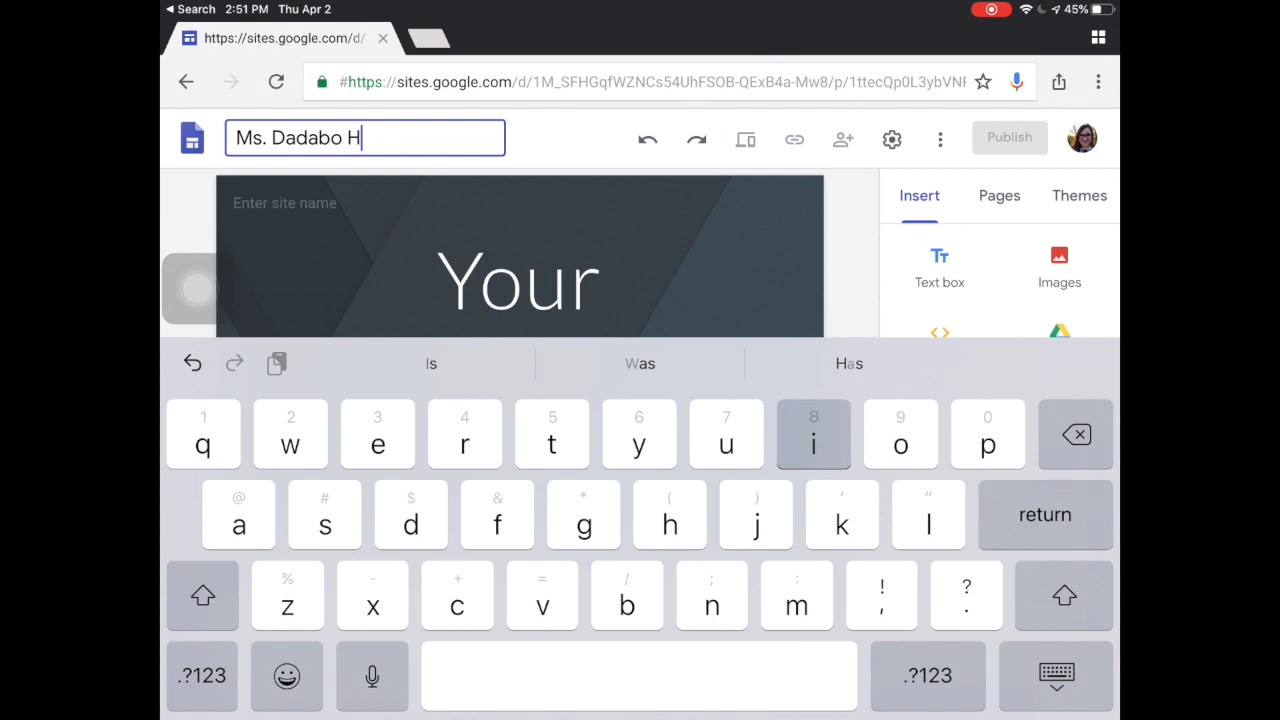 Search 2:51 PM Thu Apr 2 45%
https://sites.google.com/d/
#https://sites.google.com/d/1M_SFHGqfWZNCs54UhFSOB-QExB4a-Mw8/p/1ttecQp0L3ybVNF
Ms. Dadabo H
Publish
Enter site name
Your
Insert Pages Themes
Text box Images
Is Was Has
1 2 3 4 5 6 7 8 9 0
q w e r t y u i o p
@ # $ & * ( ) ' "
a s d f g h j k l return
% - + = / ; : ! ?
z x c v b n m , .
.?123 .?123